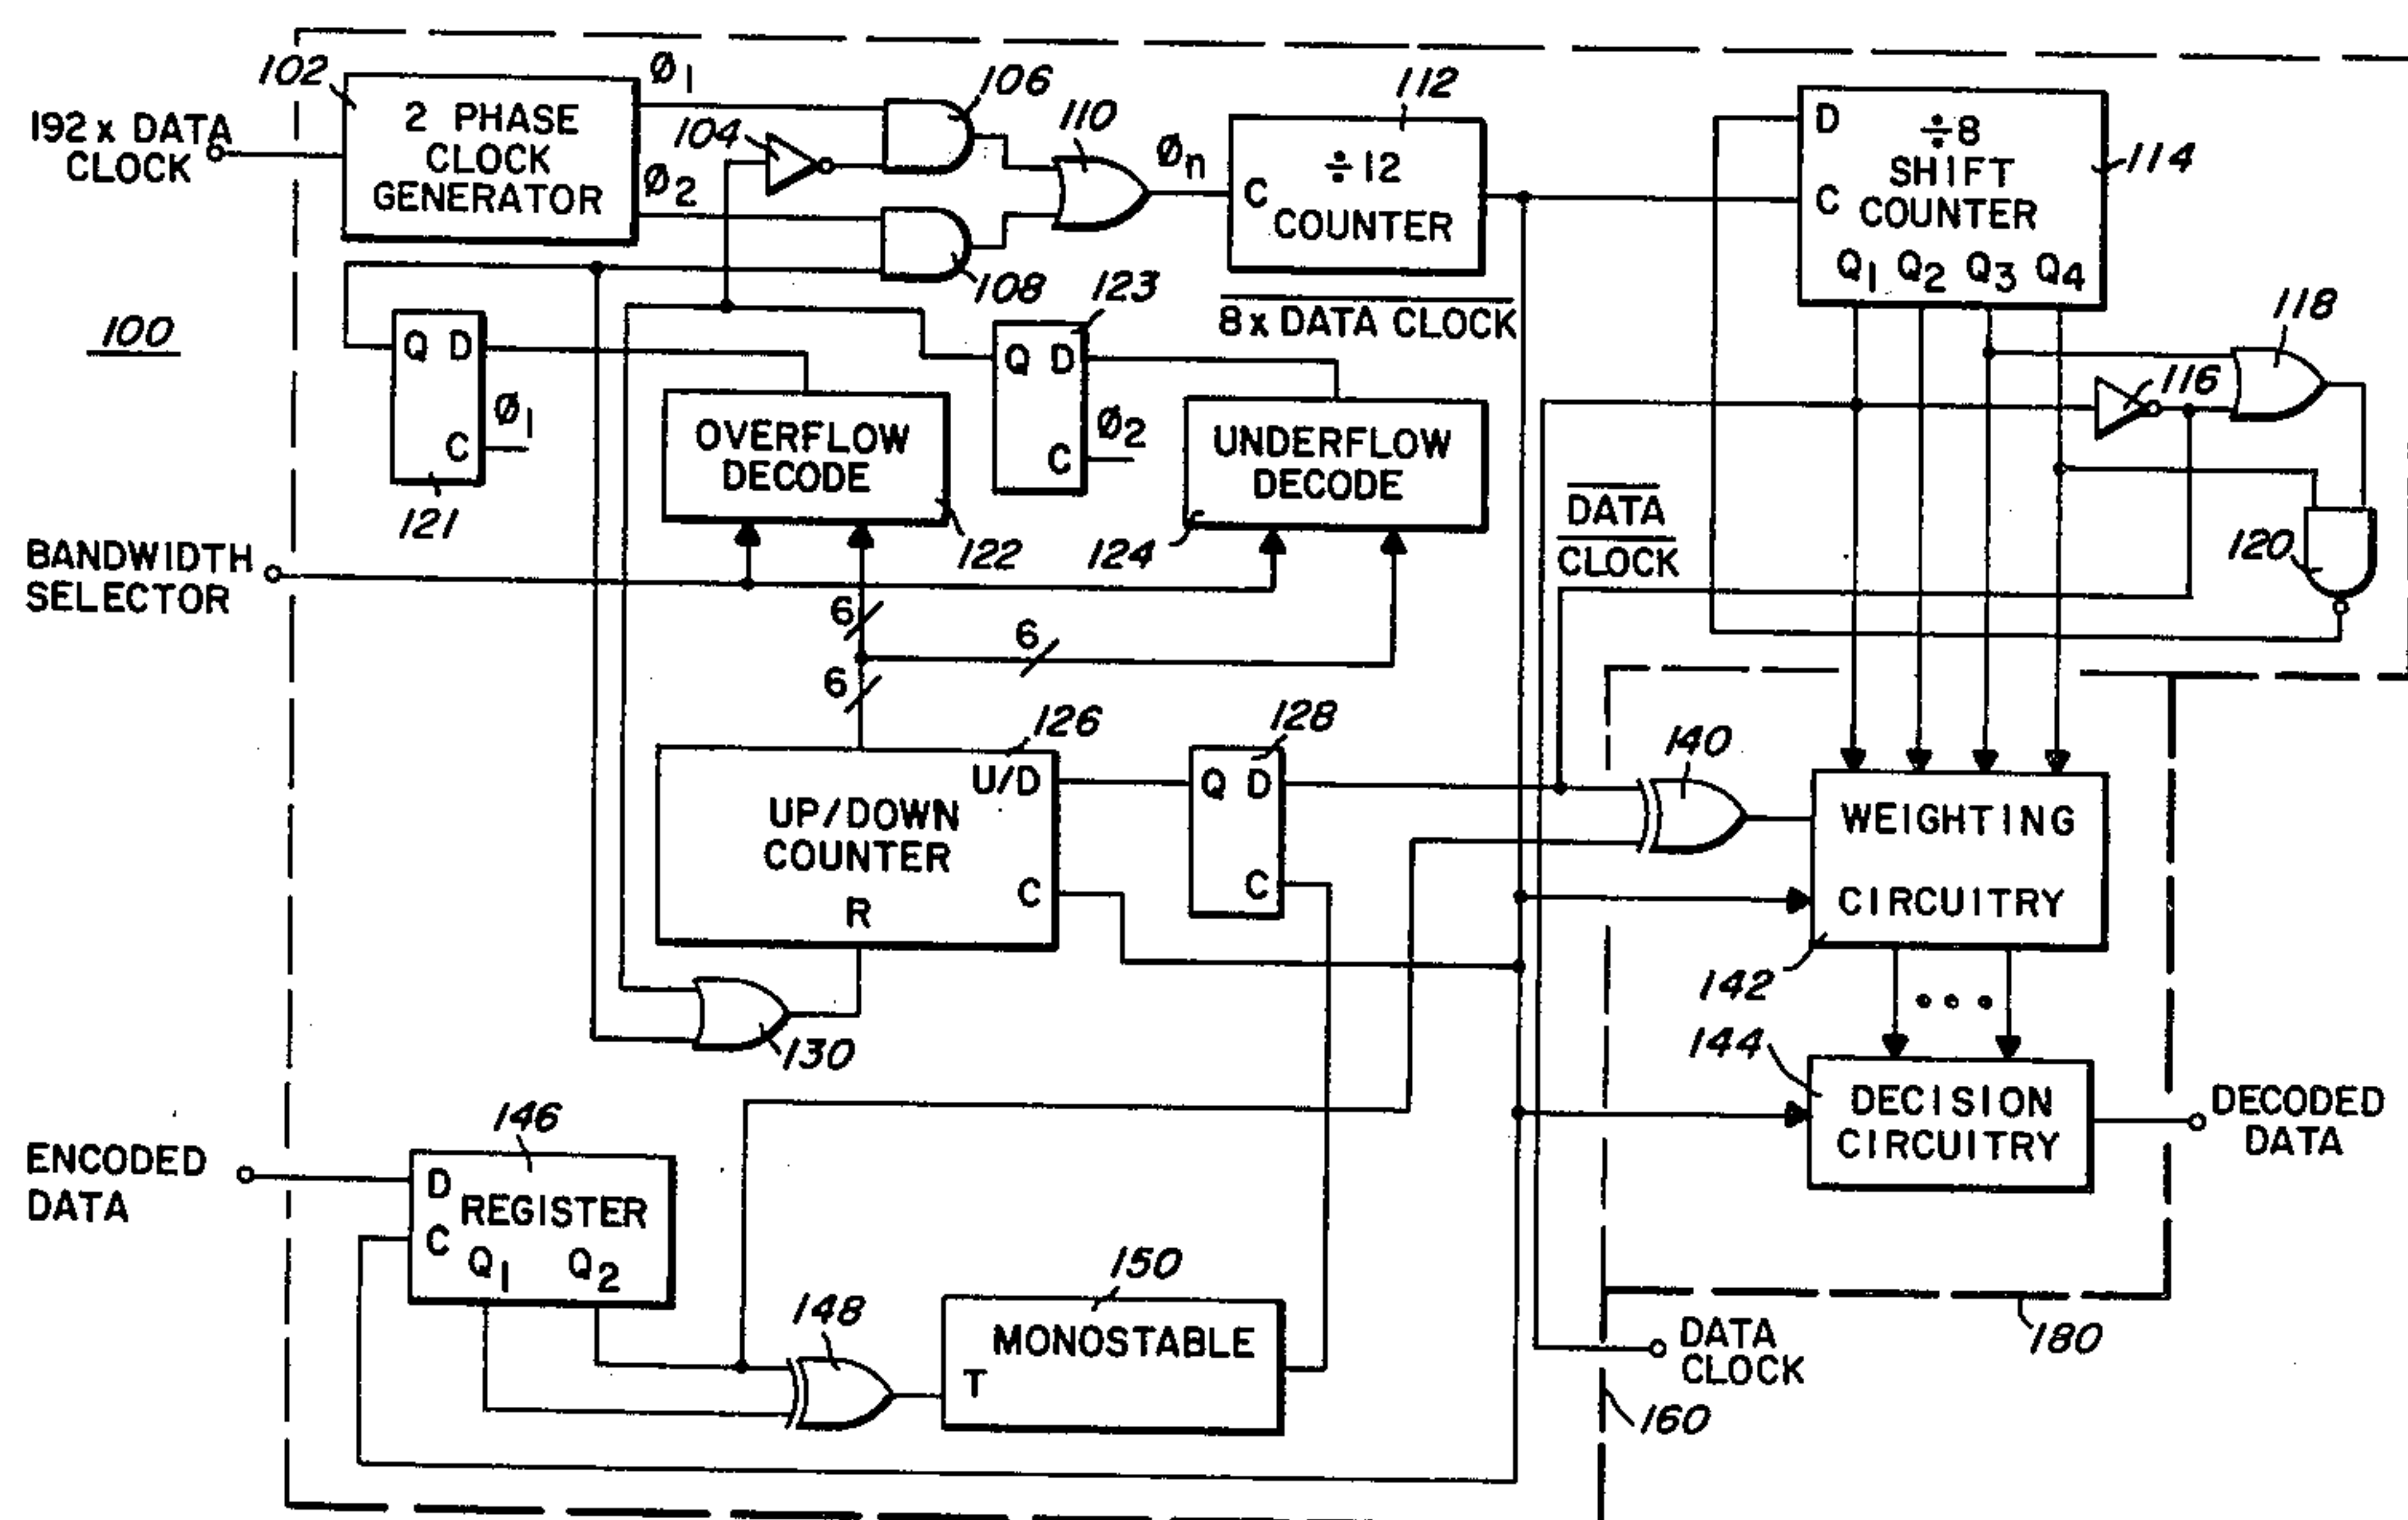 102
192 x DATA
CLOCK
2 PHASE
CLOCK
GENERATOR
Ø1
Ø2
104
106
108
110
Øn
112
C
÷12
COUNTER
D
C
÷8
SHIFT
COUNTER
Q1 Q2 Q3 Q4
114
100
Q D
C
Ø1
121
OVERFLOW
DECODE
122
8x DATA CLOCK
123
Q D
C
Ø2
UNDERFLOW
DECODE
124
116
118
120
DATA
CLOCK
BANDWIDTH
SELECTOR
6
6
6
126
U/D
UP/DOWN
COUNTER
C
R
128
Q D
C
130
140
WEIGHTING
CIRCUITRY
142
144
DECISION
CIRCUITRY
DECODED
DATA
ENCODED
DATA
146
D
REGISTER
C
Q1 Q2
148
150
MONOSTABLE
T
DATA
CLOCK
180
160